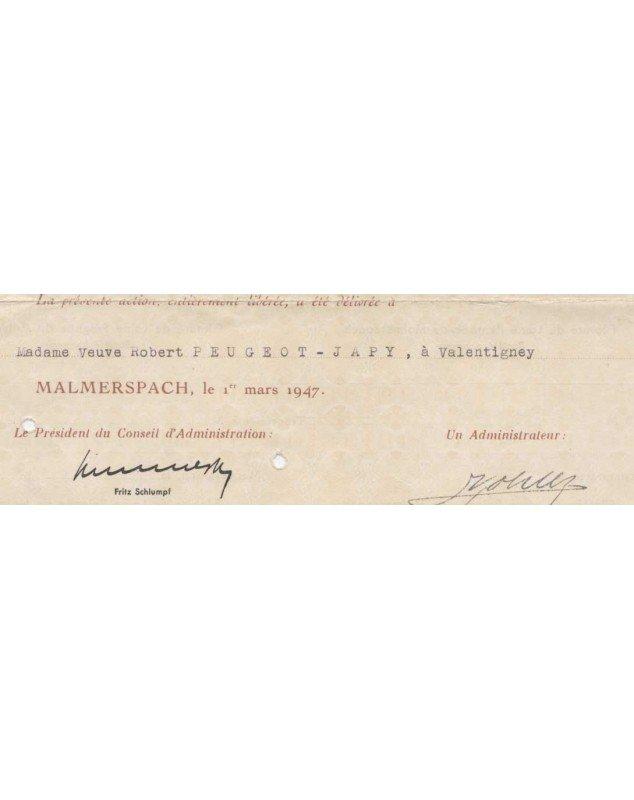 La présente action, entièrement libérée, a été délivrée à
Madame Veuve Robert PEUGEOT-JAPY, à Valentigney
MALMERSPACH, le 1er mars 1947.
Le Président du Conseil d'Administration:
Un Administrateur:
Fritz Schlumpf